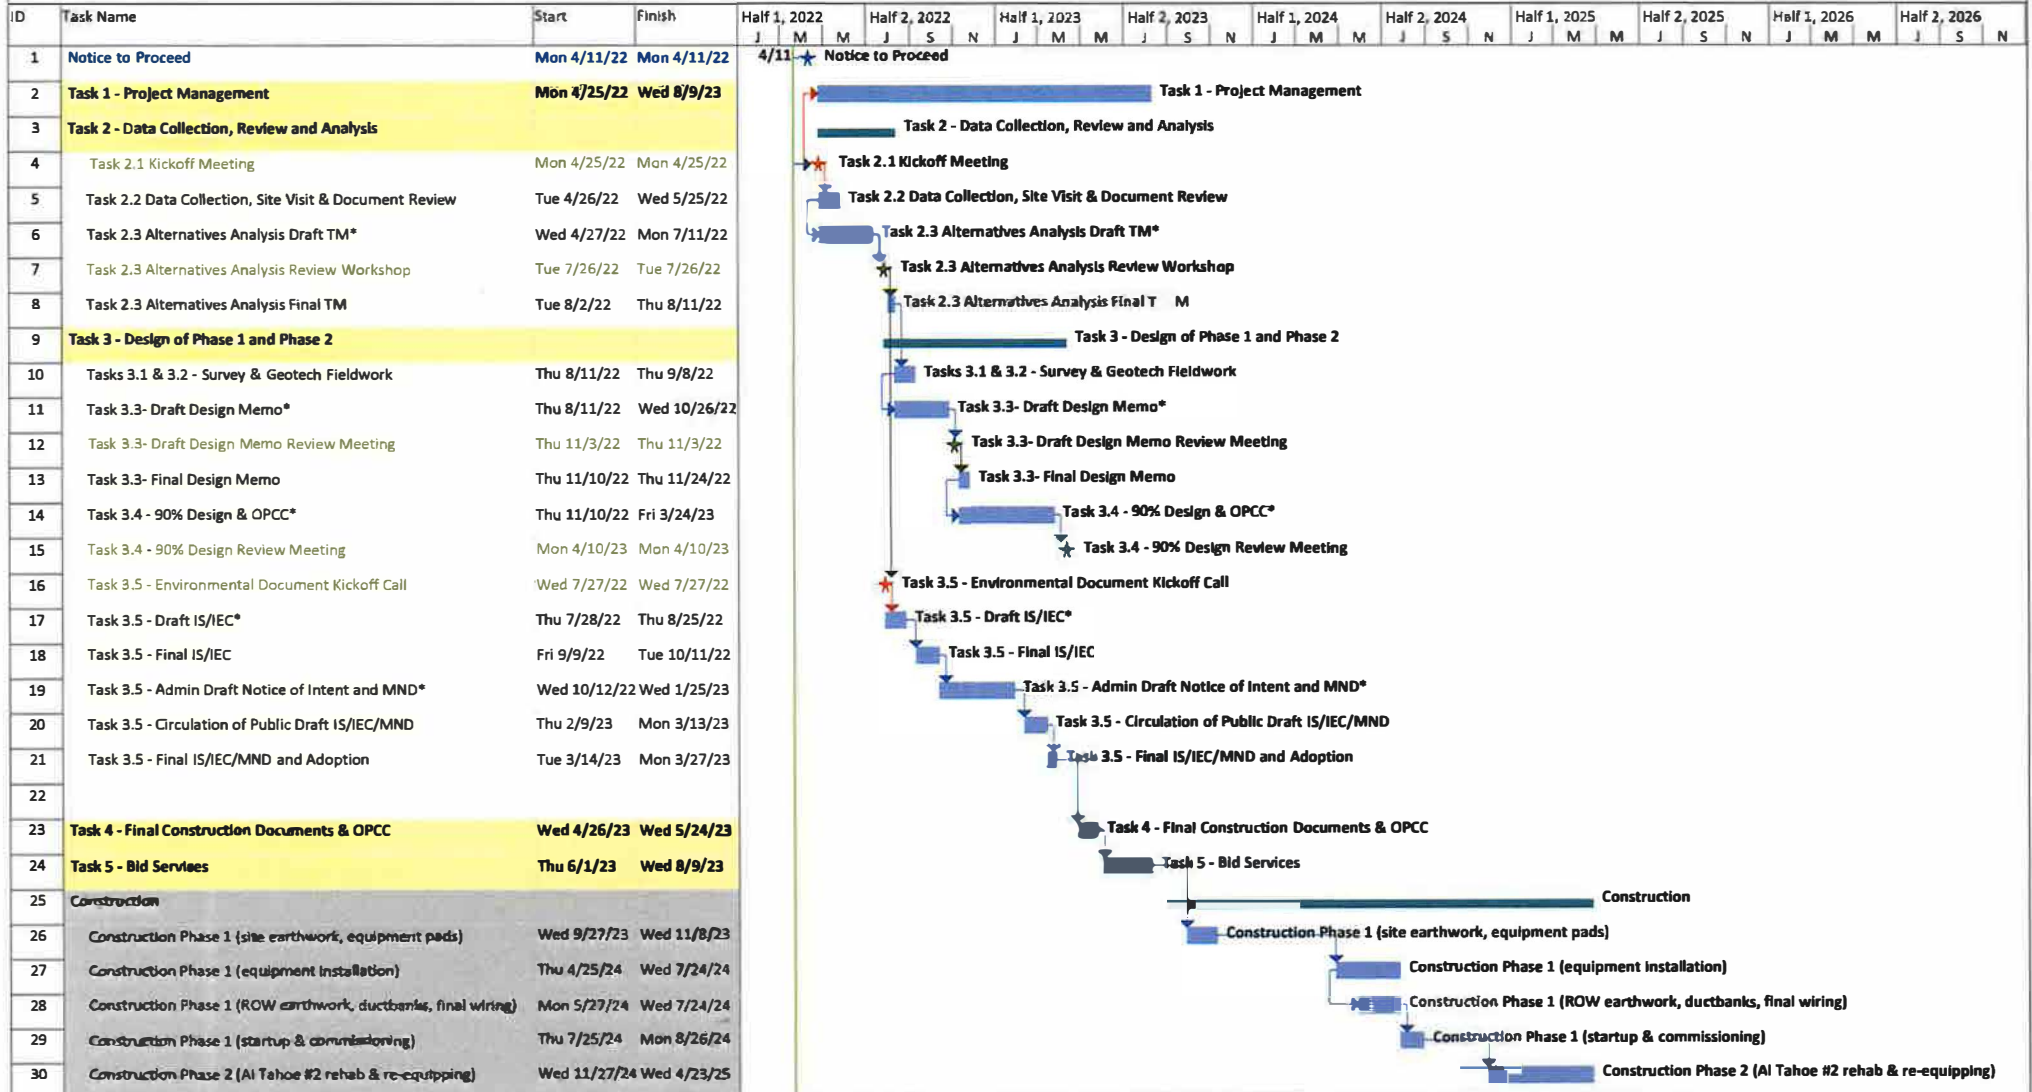 ID Task Name Start Finish Half 1, 2022 Half 2, 2022 Half 1, 2023 Half 2, 2023 Half 1, 2024 Half 2, 2024 Half 1, 2025 Half 2, 2025 Half 1, 2026 Half 2, 2026
J M M J S N J M M J S N J M M J S N J M M J S N J M M J S N
1 Notice to Proceed Mon 4/11/22 Mon 4/11/22 4/11 Notice to Proceed
2 Task 1 - Project Management Mon 4/25/22 Wed 8/9/23 Task 1 - Project Management
3 Task 2 - Data Collection, Review and Analysis Task 2 - Data Collection, Review and Analysis
4 Task 2.1 Kickoff Meeting Mon 4/25/22 Mon 4/25/22 Task 2.1 Kickoff Meeting
5 Task 2.2 Data Collection, Site Visit & Document Review Tue 4/26/22 Wed 5/25/22 Task 2.2 Data Collection, Site Visit & Document Review
6 Task 2.3 Alternatives Analysis Draft TM* Wed 4/27/22 Mon 7/11/22 Task 2.3 Alternatives Analysis Draft TM*
7 Task 2.3 Alternatives Analysis Review Workshop Tue 7/26/22 Tue 7/26/22 Task 2.3 Alternatives Analysis Review Workshop
8 Task 2.3 Alternatives Analysis Final TM Tue 8/2/22 Thu 8/11/22 Task 2.3 Alternatives Analysis Final T M
9 Task 3 - Design of Phase 1 and Phase 2 Task 3 - Design of Phase 1 and Phase 2
10 Tasks 3.1 & 3.2 - Survey & Geotech Fieldwork Thu 8/11/22 Thu 9/8/22 Tasks 3.1 & 3.2 - Survey & Geotech Fieldwork
11 Task 3.3- Draft Design Memo* Thu 8/11/22 Wed 10/26/22 Task 3.3- Draft Design Memo*
12 Task 3.3- Draft Design Memo Review Meeting Thu 11/3/22 Thu 11/3/22 Task 3.3- Draft Design Memo Review Meeting
13 Task 3.3- Final Design Memo Thu 11/10/22 Thu 11/24/22 Task 3.3- Final Design Memo
14 Task 3.4 - 90% Design & OPCC* Thu 11/10/22 Fri 3/24/23 Task 3.4 - 90% Design & OPCC*
15 Task 3.4 - 90% Design Review Meeting Mon 4/10/23 Mon 4/10/23 Task 3.4 - 90% Design Review Meeting
16 Task 3.5 - Environmental Document Kickoff Call Wed 7/27/22 Wed 7/27/22 Task 3.5 - Environmental Document Kickoff Call
17 Task 3.5 - Draft IS/IEC* Thu 7/28/22 Thu 8/25/22 Task 3.5 - Draft IS/IEC*
18 Task 3.5 - Final IS/IEC Fri 9/9/22 Tue 10/11/22 Task 3.5 - Final IS/IEC
19 Task 3.5 - Admin Draft Notice of Intent and MND* Wed 10/12/22 Wed 1/25/23 Task 3.5 - Admin Draft Notice of Intent and MND*
20 Task 3.5 - Circulation of Public Draft IS/IEC/MND Thu 2/9/23 Mon 3/13/23 Task 3.5 - Circulation of Public Draft IS/IEC/MND
21 Task 3.5 - Final IS/IEC/MND and Adoption Tue 3/14/23 Mon 3/27/23 Task 3.5 - Final IS/IEC/MND and Adoption
22
23 Task 4 - Final Construction Documents & OPCC Wed 4/26/23 Wed 5/24/23 Task 4 - Final Construction Documents & OPCC
24 Task 5 - Bid Services Thu 6/1/23 Wed 8/9/23 Task 5 - Bid Services
25 Construction Construction
26 Construction Phase 1 (site earthwork, equipment pads) Wed 9/27/23 Wed 11/8/23 Construction Phase 1 (site earthwork, equipment pads)
27 Construction Phase 1 (equipment installation) Thu 4/25/24 Wed 7/24/24 Construction Phase 1 (equipment installation)
28 Construction Phase 1 (ROW earthwork, ductbanks, final wiring) Mon 5/27/24 Wed 7/24/24 Construction Phase 1 (ROW earthwork, ductbanks, final wiring)
29 Construction Phase 1 (startup & commissioning) Thu 7/25/24 Mon 8/26/24 Construction Phase 1 (startup & commissioning)
30 Construction Phase 2 (Al Tahoe #2 rehab & re-equipping) Wed 11/27/24 Wed 4/23/25 Construction Phase 2 (Al Tahoe #2 rehab & re-equipping)